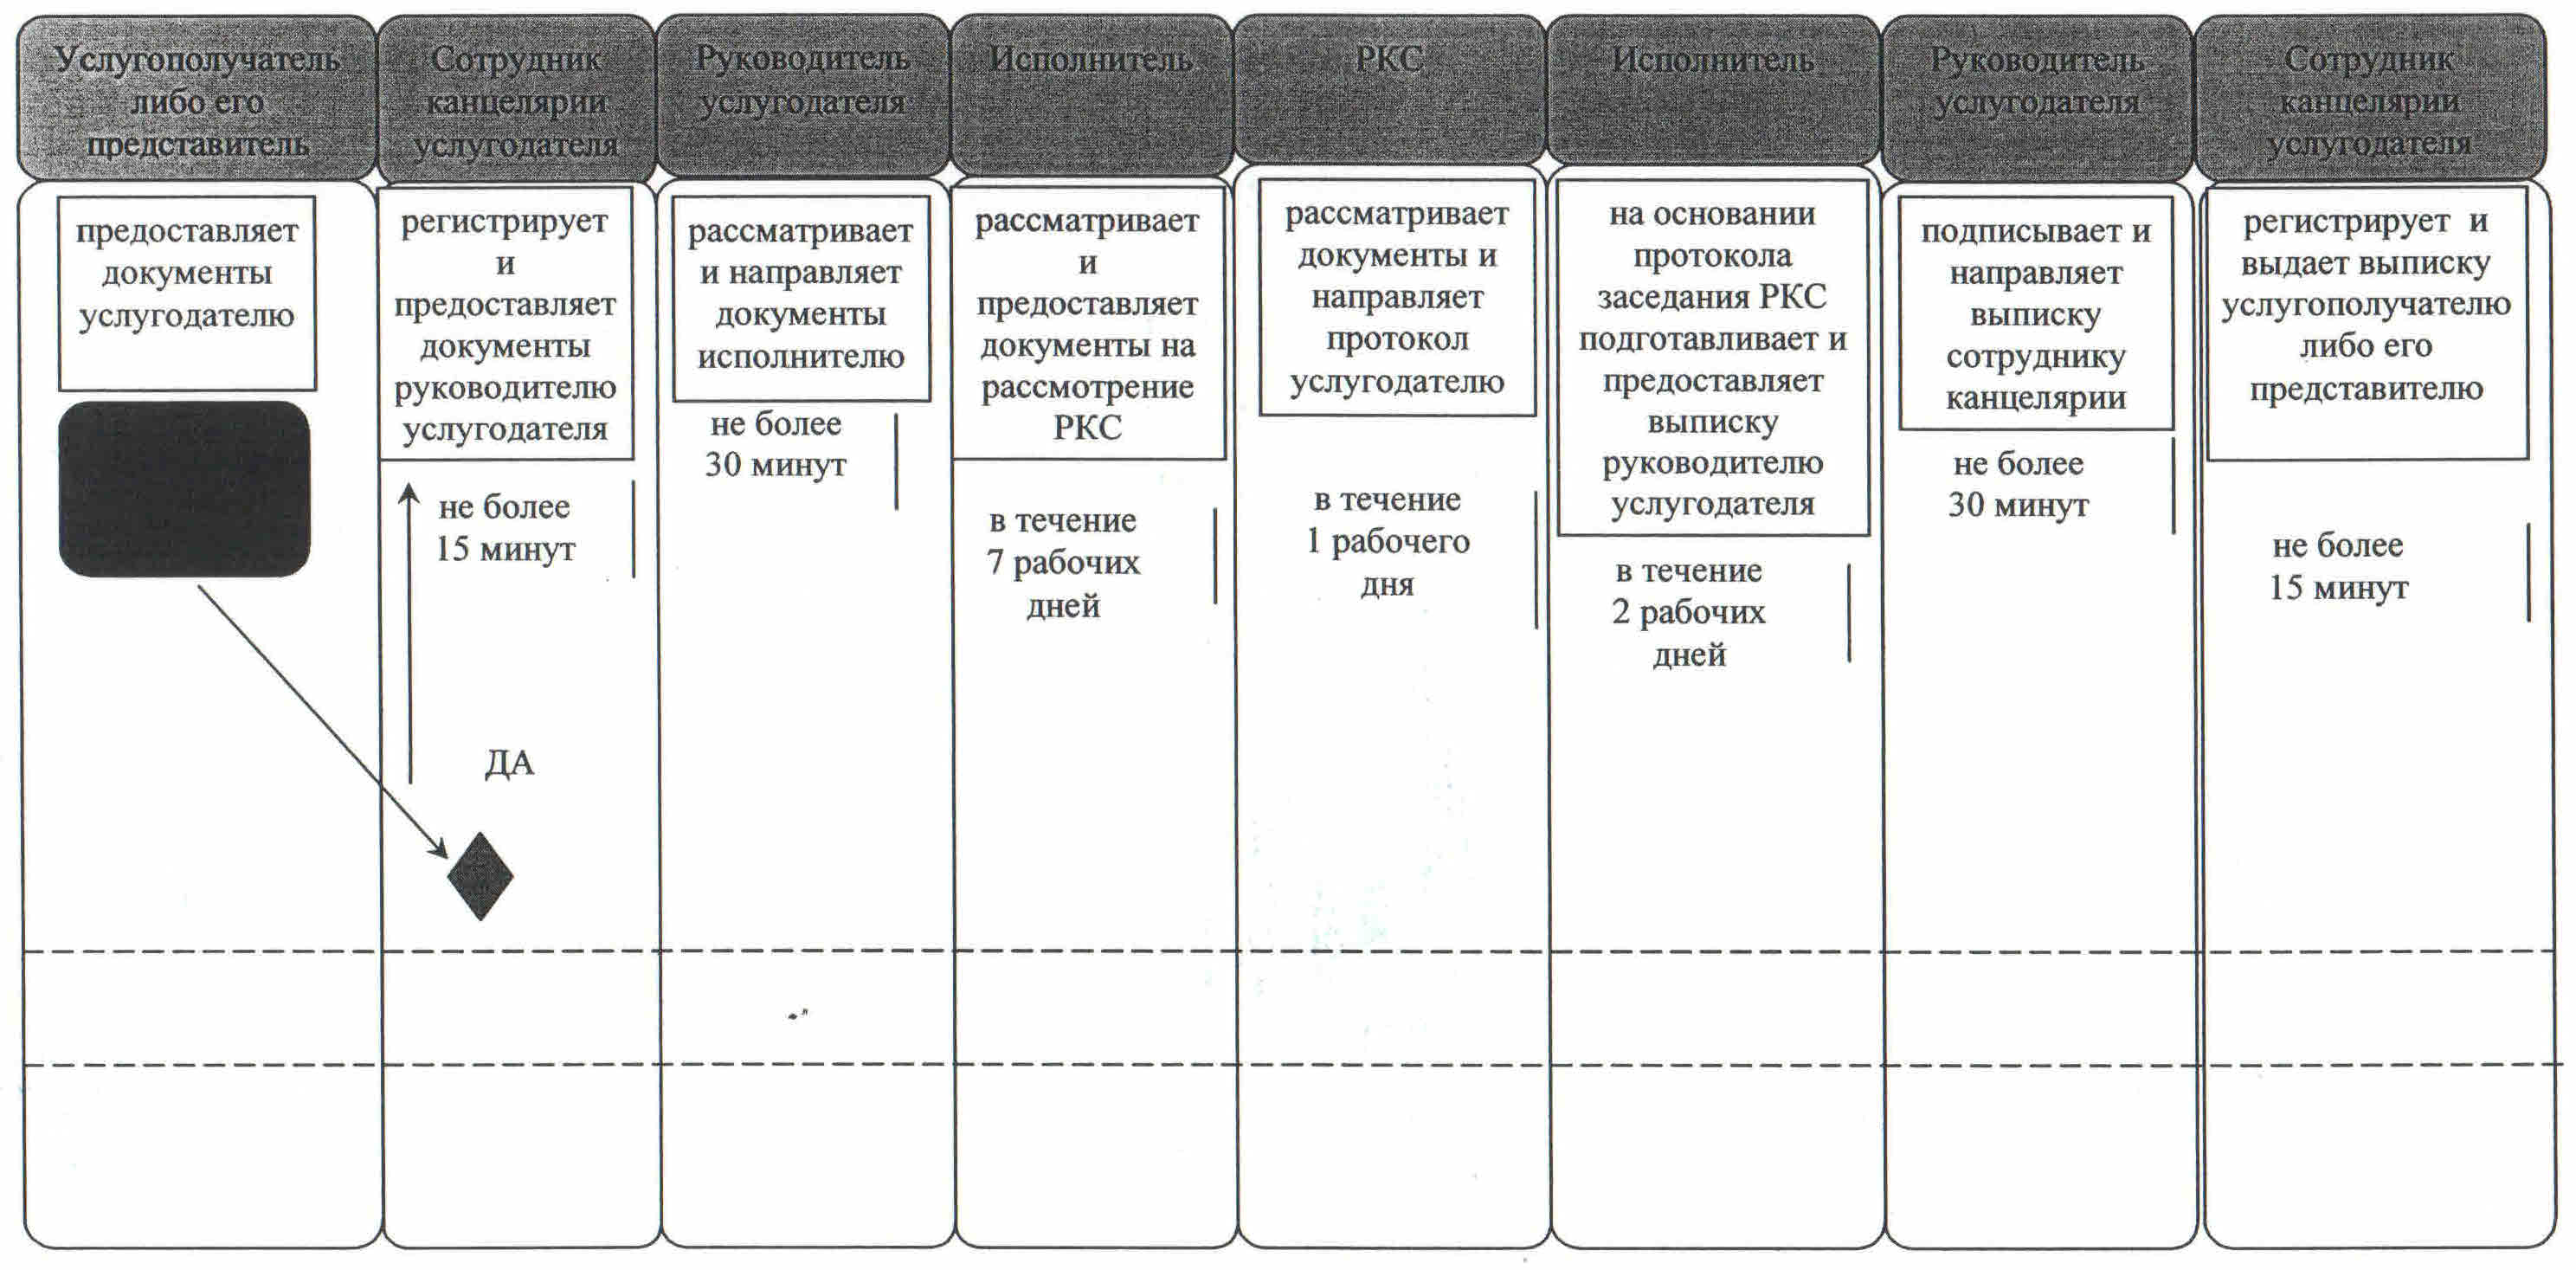 Услугополучатель
либо его
представитель
Сотрудник
канцелярии
услугодателя
Руководитель
услугодателя
Исполнитель
РКС
Исполнитель
Руководитель
услугодателя
Сотрудник
канцелярии
услугодателя
предоставляет
документы
услугодателю
регистрирует
и
предоставляет
документы
руководителю
услугодателя
не более
15 минут
ДА
рассматривает
и направляет
документы
исполнителю
не более
30 минут
рассматривает
и
предоставляет
документы на
рассмотрение
РКС
в течение
7 рабочих
дней
рассматривает
документы и
направляет
протокол
услугодателю
в течение
1 рабочего
дня
на основании
протокола
заседания РКС
подготавливает и
предоставляет
выписку
руководителю
услугодателя
в течение
2 рабочих
дней
подписывает и
направляет
выписку
сотруднику
канцелярии
не более
30 минут
регистрирует и
выдает выписку
услугополучателю
либо его
представителю
не более
15 минут